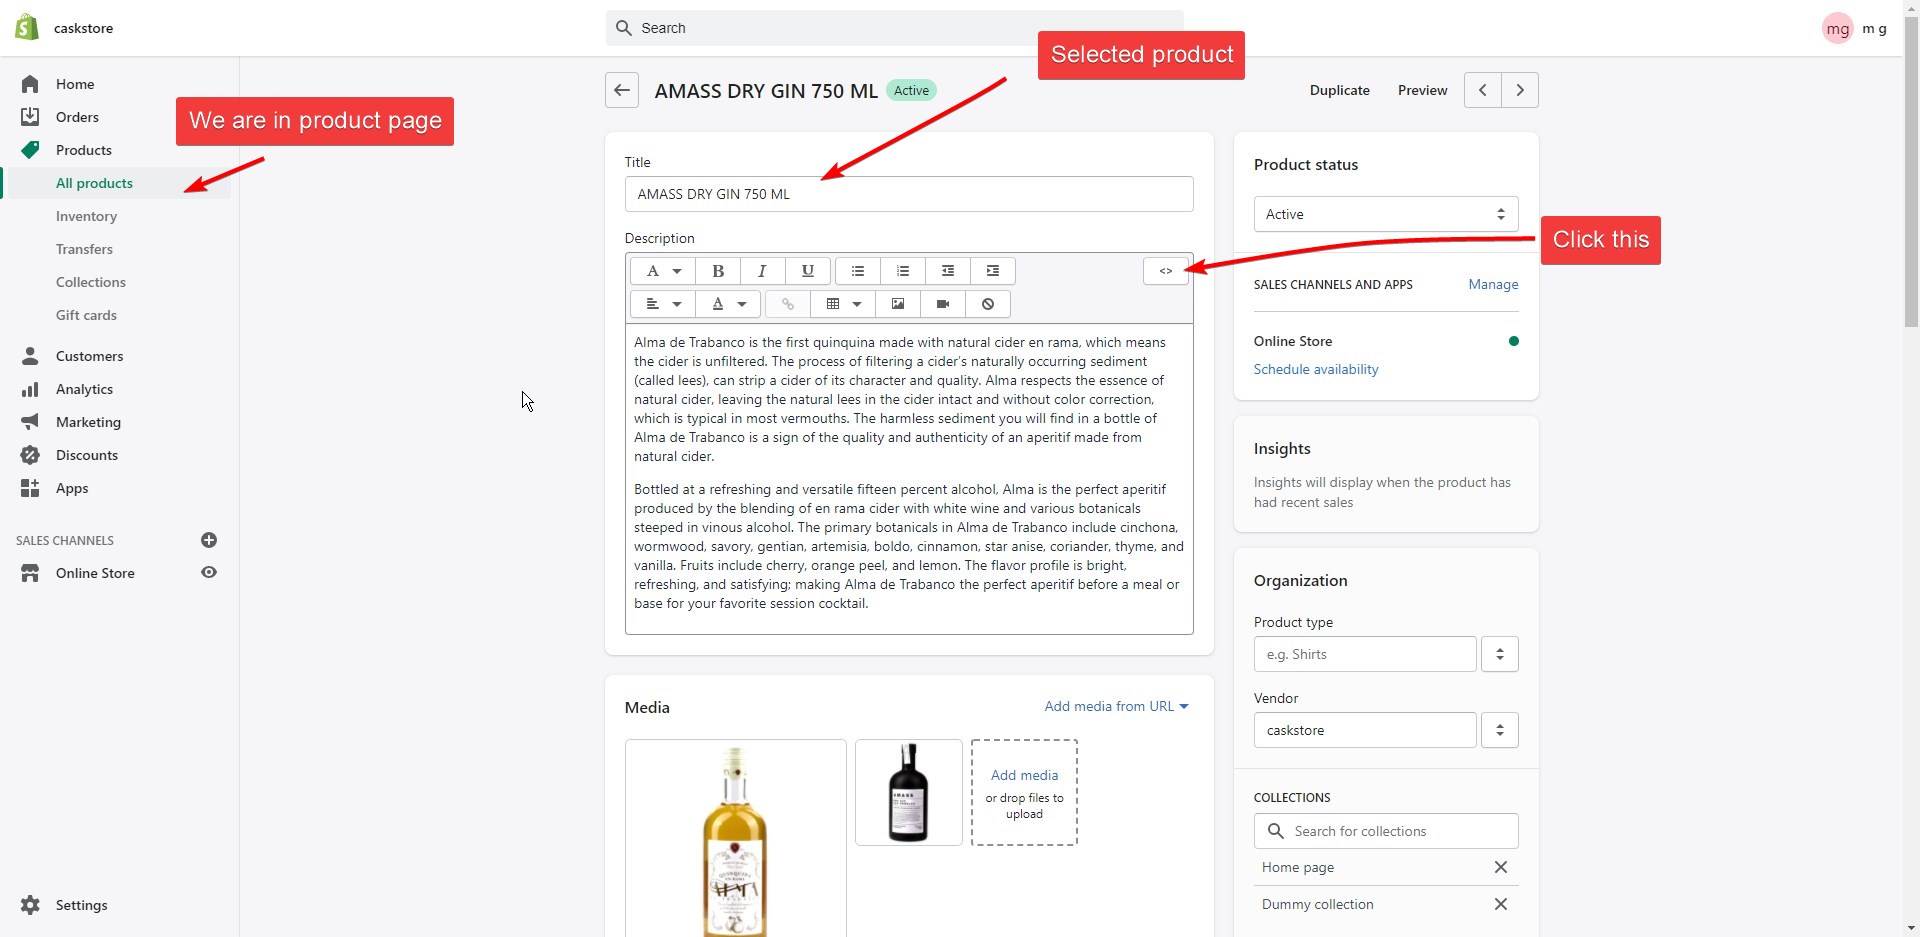 caskstore
Search
mg
m g
Selected product
Home
Orders
Products
All products
Inventory
Transfers
Collections
Gift cards
Customers
Analytics
Marketing
Discounts
Apps
SALES CHANNELS
Online Store
Settings
We are in product page
AMASS DRY GIN 750 ML
Active
Duplicate
Preview
Title
AMASS DRY GIN 750 ML
Description
A
B
I
U
<>
A
Alma de Trabanco is the first quinquina made with natural cider en rama, which means
the cider is unfiltered. The process of filtering a cider's naturally occurring sediment
(called lees), can strip a cider of its character and quality. Alma respects the essence of
natural cider, leaving the natural lees in the cider intact and without color correction,
which is typical in most vermouths. The harmless sediment you will find in a bottle of
Alma de Trabanco is a sign of the quality and authenticity of an aperitif made from
natural cider.
Bottled at a refreshing and versatile fifteen percent alcohol, Alma is the perfect aperitif
produced by the blending of en rama cider with white wine and various botanicals
steeped in vinous alcohol. The primary botanicals in Alma de Trabanco include cinchona,
wormwood, savory, gentian, artemisia, boldo, cinnamon, star anise, coriander, thyme, and
vanilla. Fruits include cherry, orange peel, and lemon. The flavor profile is bright,
refreshing, and satisfying; making Alma de Trabanco the perfect aperitif before a meal or
base for your favorite session cocktail.
Media
Add media from URL
QUINQUINA
EN RAMA
ALMA
AMASS
Add media
or drop files to
upload
Product status
Active
Click this
SALES CHANNELS AND APPS
Manage
Online Store
Schedule availability
Insights
Insights will display when the product has
had recent sales
Organization
Product type
e.g. Shirts
Vendor
caskstore
COLLECTIONS
Search for collections
Home page
Dummy collection